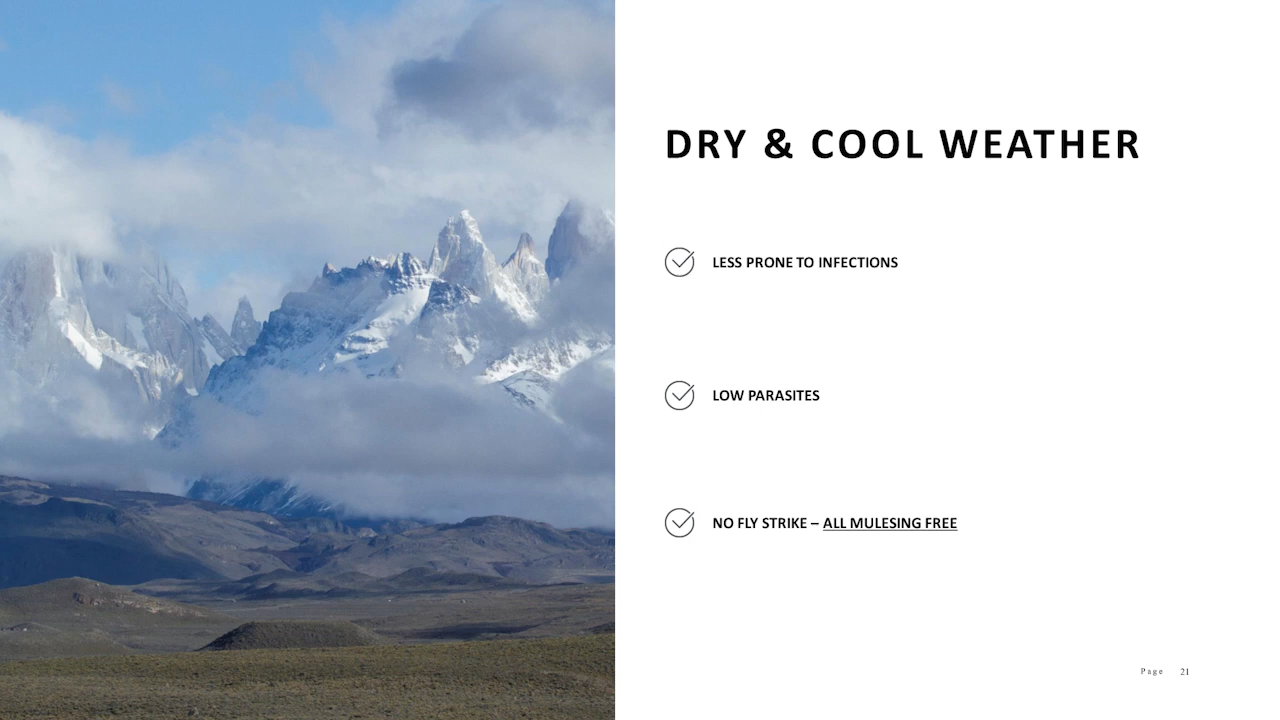 DRY & COOL WEATHER
LESS PRONE TO INFECTIONS
LOW PARASITES
NO FLY STRIKE – ALL MULESING FREE
Page 21